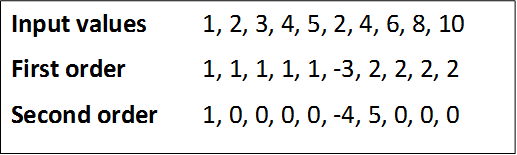 Input values 1, 2, 3, 4, 5, 2, 4, 6, 8, 10
First order 1, 1, 1, 1, 1, -3, 2, 2, 2, 2
Second order 1, 0, 0, 0, 0, -4, 5, 0, 0, 0